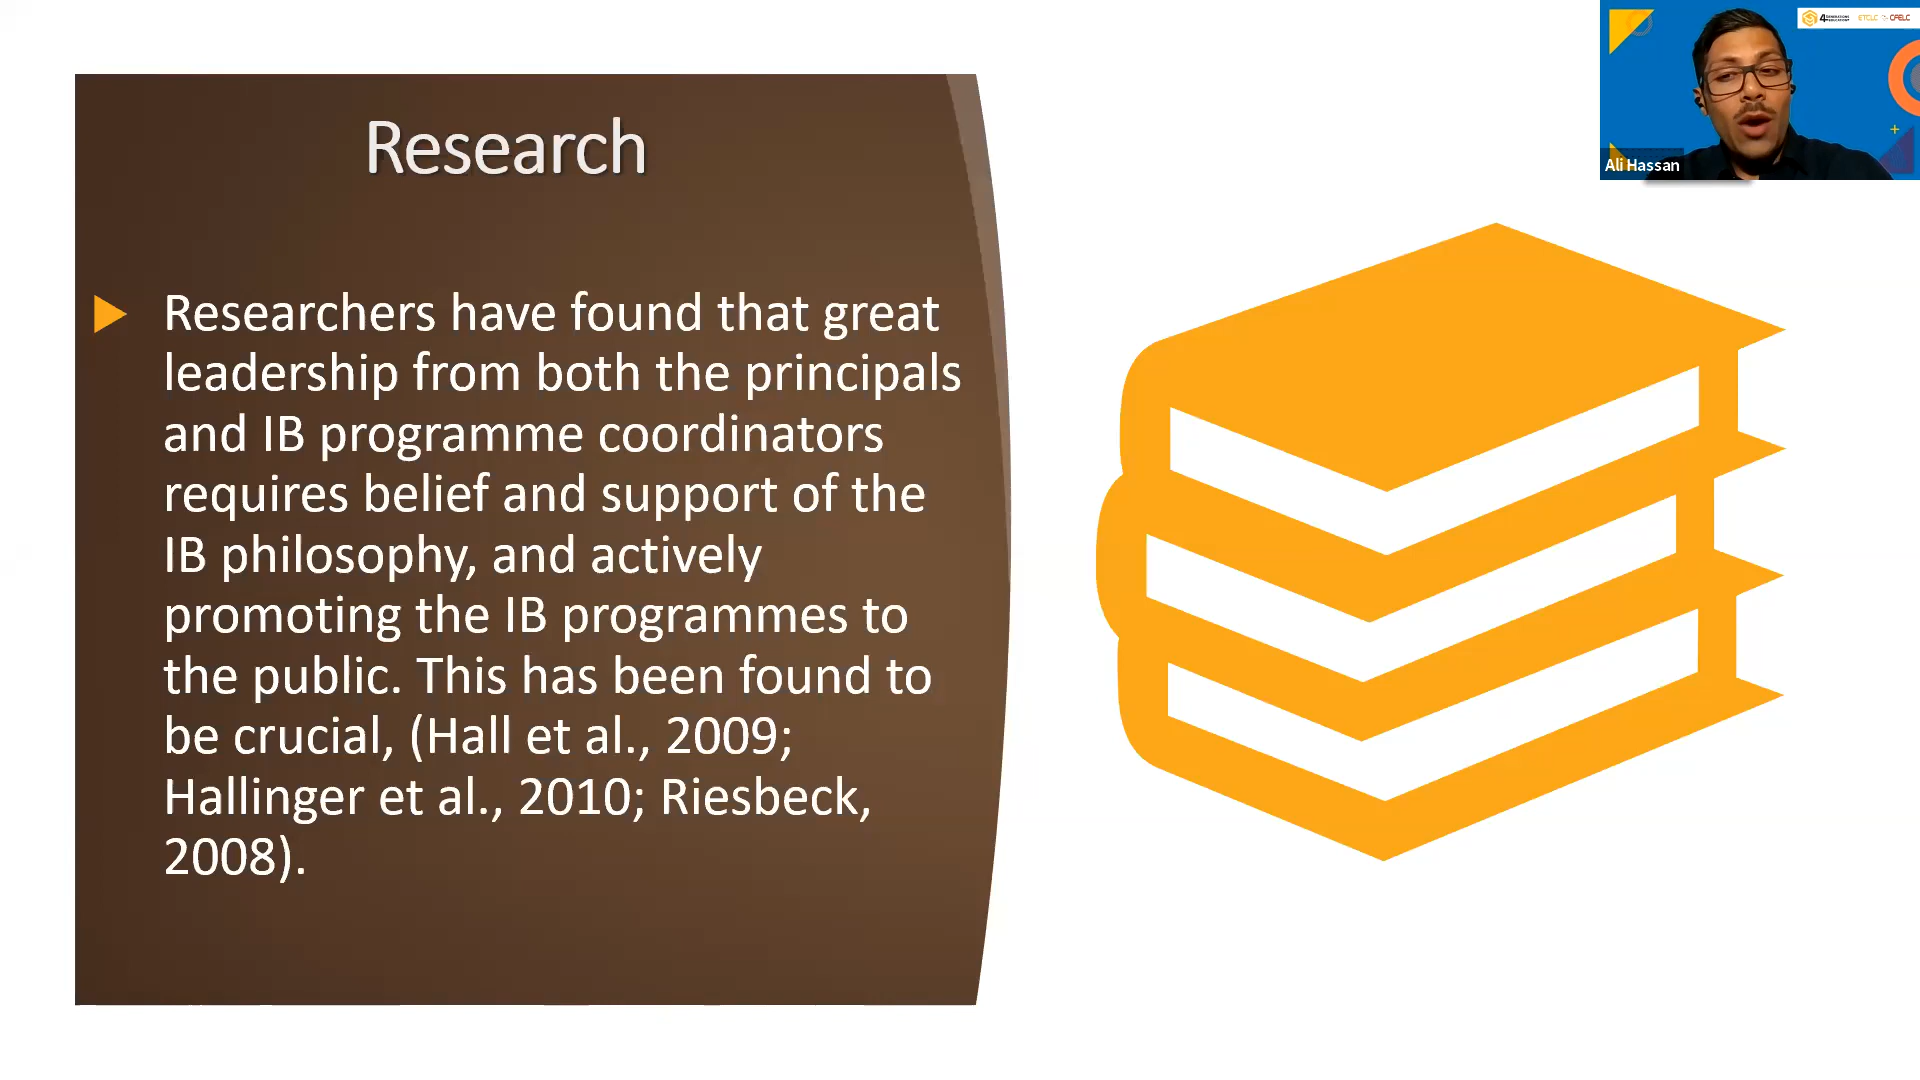 Research
Researchers have found that great
leadership from both the principals
and IB programme coordinators
requires belief and support of the
IB philosophy, and actively
promoting the IB programmes to
the public. This has been found to
be crucial, (Hall et al., 2009;
Hallinger et al., 2010; Riesbeck,
2008).
Ali Hassan